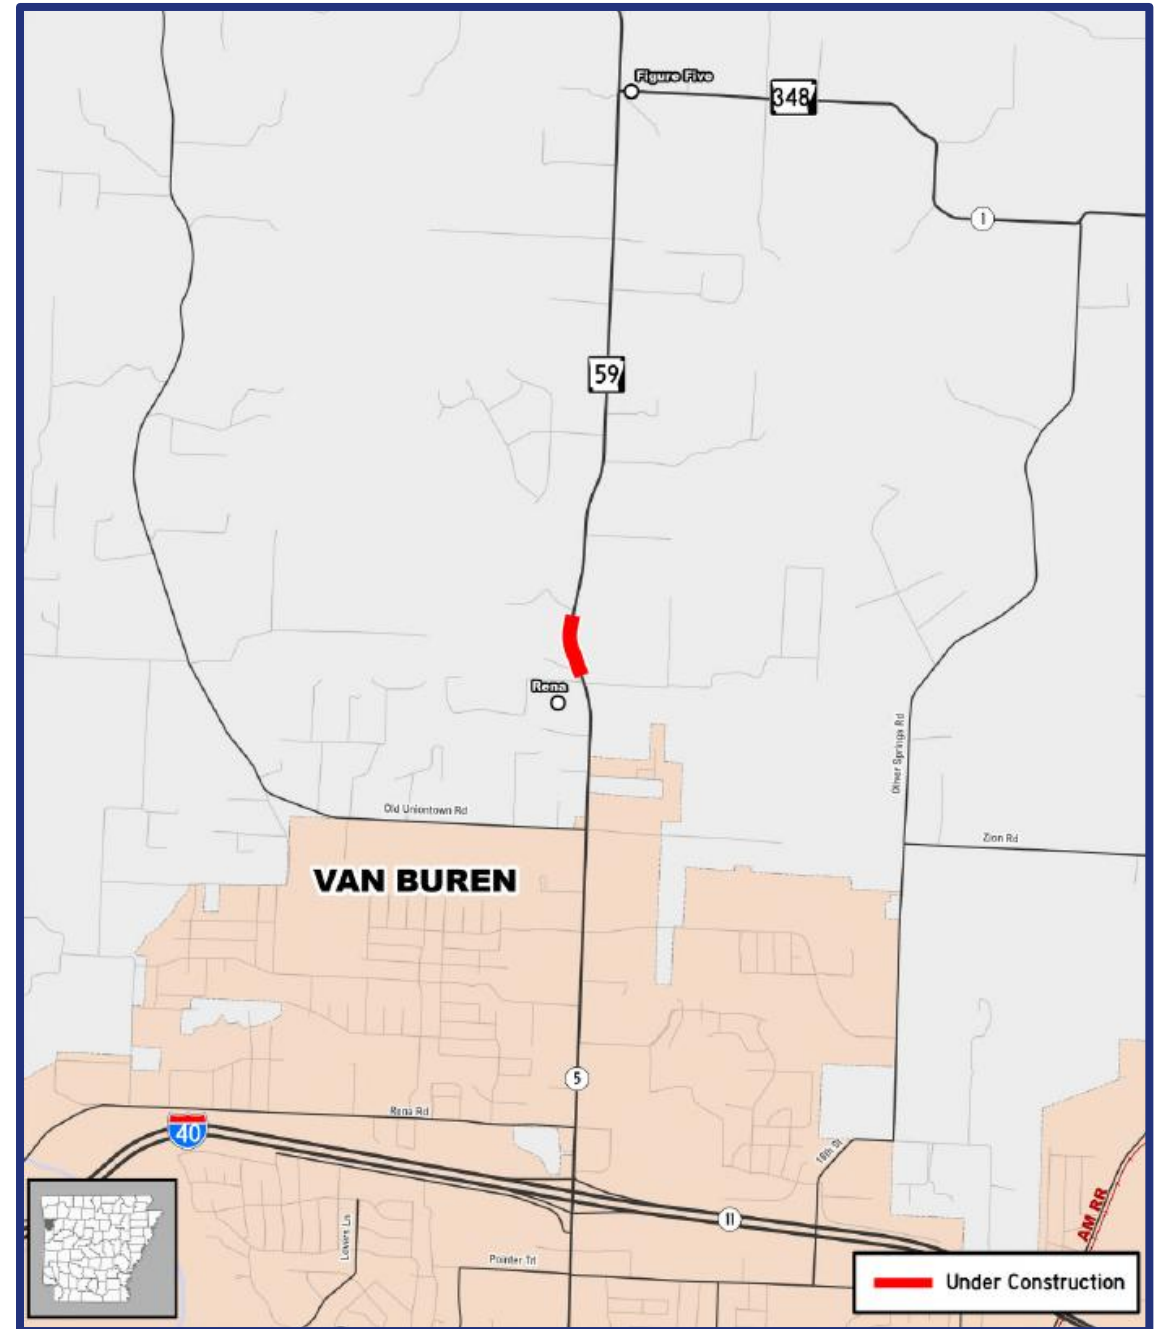 Figure Five
348
1
59
Rena
Oliver Springs Rd
Old Uniontown Rd
Zion Rd
VAN BUREN
5
Rena Rd
40
18th St
11
AM RR
Lovers Ln
Pointer Trl
Under Construction